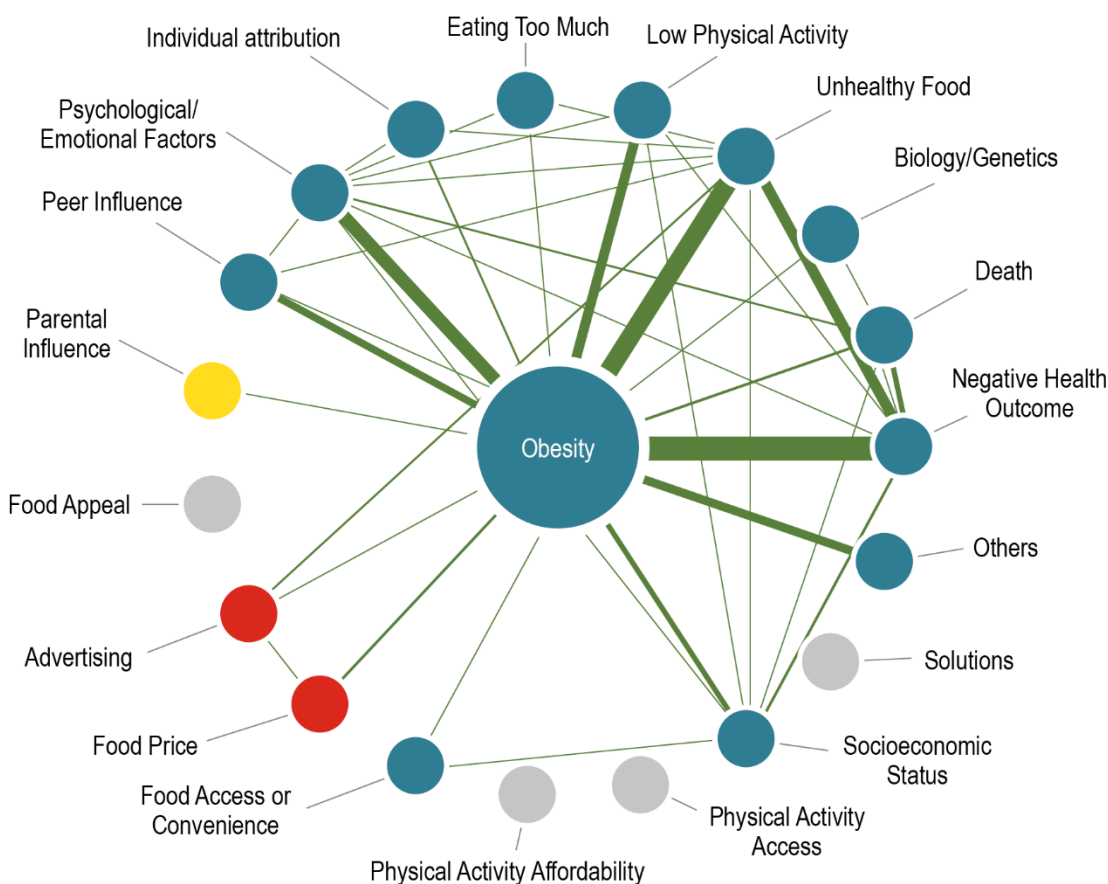 Eating Too Much
Individual attribution
Low Physical Activity
Unhealthy Food
Psychological/
Emotional Factors
Biology/Genetics
Peer Influence
Death
Parental
Influence
Negative Health
Outcome
Obesity
Food Appeal
Others
Advertising
Solutions
Food Price
Socioeconomic
Status
Food Access or
Convenience
Physical Activity
Access
Physical Activity Affordability